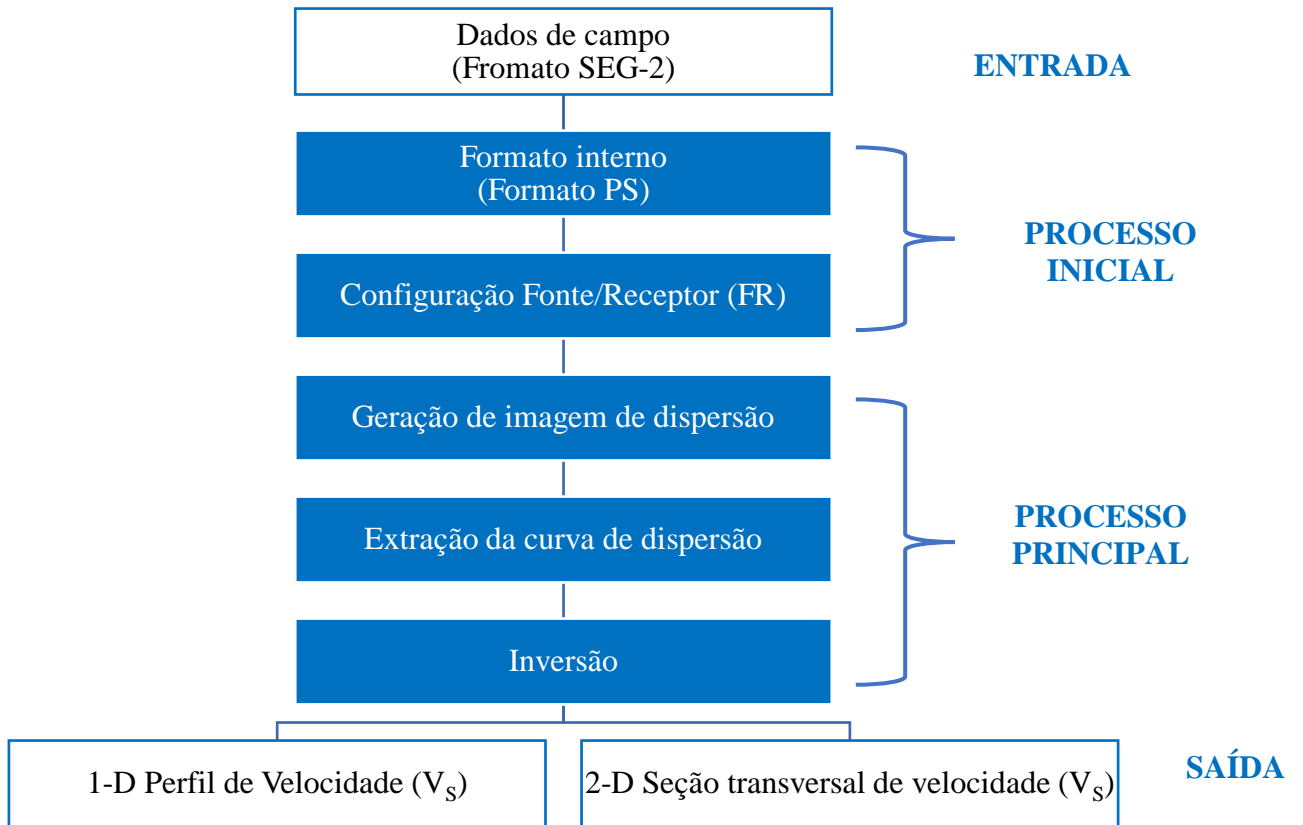 Dados de campo
(Fromato SEG-2)
ENTRADA
Formato interno
(Formato PS)
PROCESSO
INICIAL
Configuração Fonte/Receptor (FR)
Geração de imagem de dispersão
Extração da curva de dispersão
PROCESSO
PRINCIPAL
Inversão
1-D Perfil de Velocidade (VS)
2-D Seção transversal de velocidade (VS)
SAÍDA